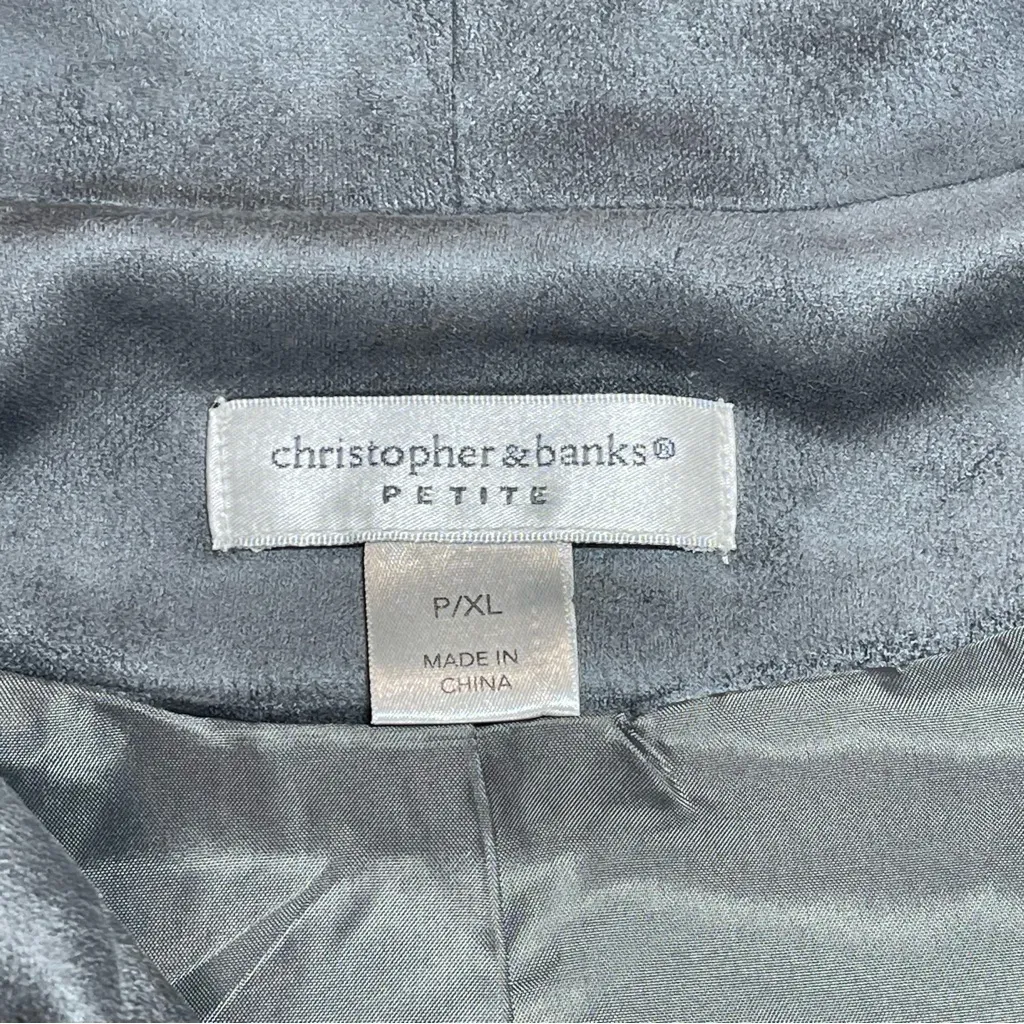 christopher&banks®
PETITE
P/XL
MADE IN
CHINA